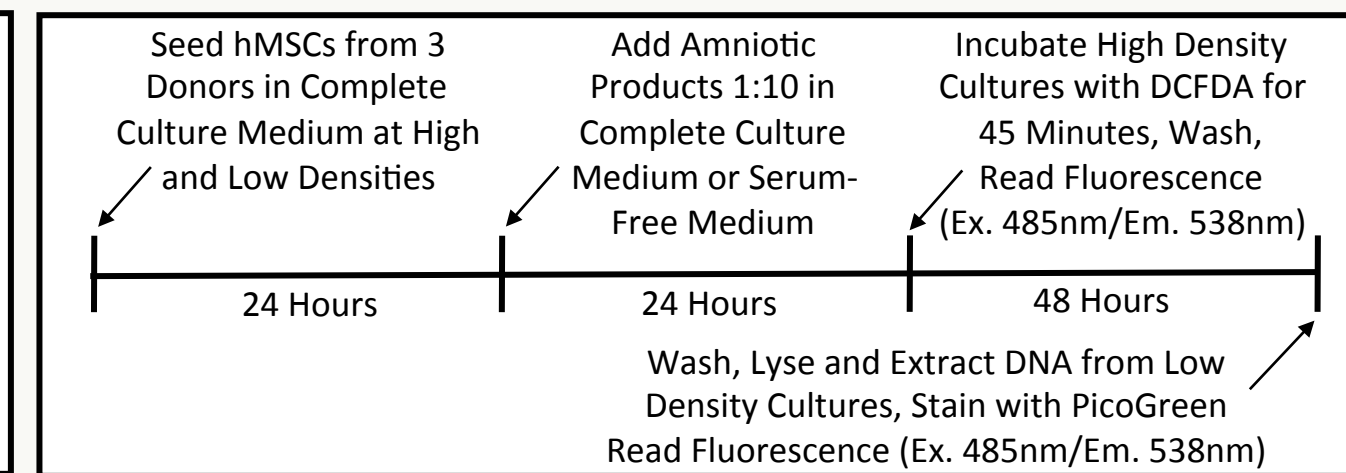 Seed hMSCs from 3
Donors in Complete
Culture Medium at High
and Low Densities
Add Amniotic
Products 1:10 in
Complete Culture
Medium or Serum-
Free Medium
Incubate High Density
Cultures with DCFDA for
45 Minutes, Wash,
Read Fluorescence
(Ex. 485nm/Em. 538nm)
24 Hours
24 Hours
48 Hours
Wash, Lyse and Extract DNA from Low
Density Cultures, Stain with PicoGreen
Read Fluorescence (Ex. 485nm/Em. 538nm)